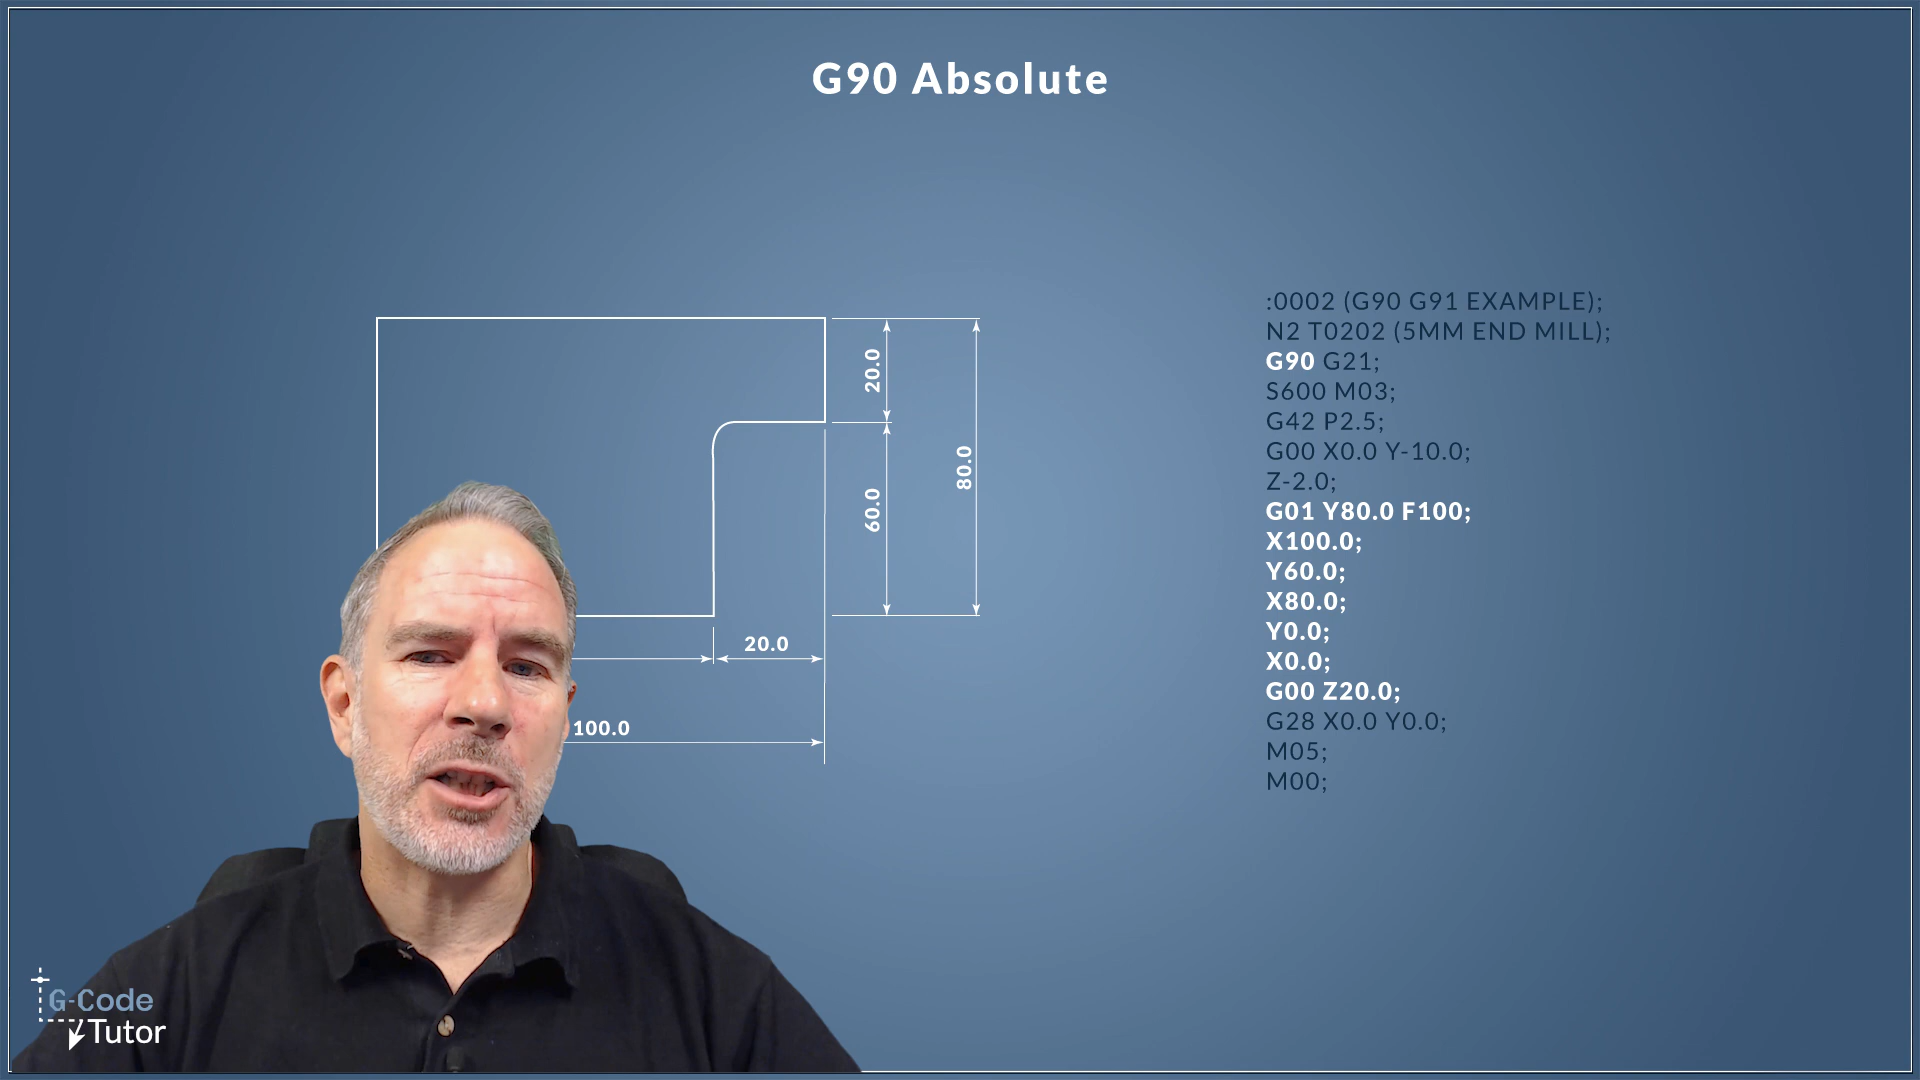 G90 Absolute
20.0
80.0
60.0
20.0
100.0
:0002 (G90 G91 EXAMPLE);
N2 T0202 (5MM END MILL);
G90 G21;
S600 M03;
G42 P2.5;
G00 X0.0 Y-10.0;
Z-2.0;
G01 Y80.0 F100;
X100.0;
Y60.0;
X80.0;
Y0.0;
X0.0;
G00 Z20.0;
G28 X0.0 Y0.0;
M05;
M00;
G-Code
Tutor